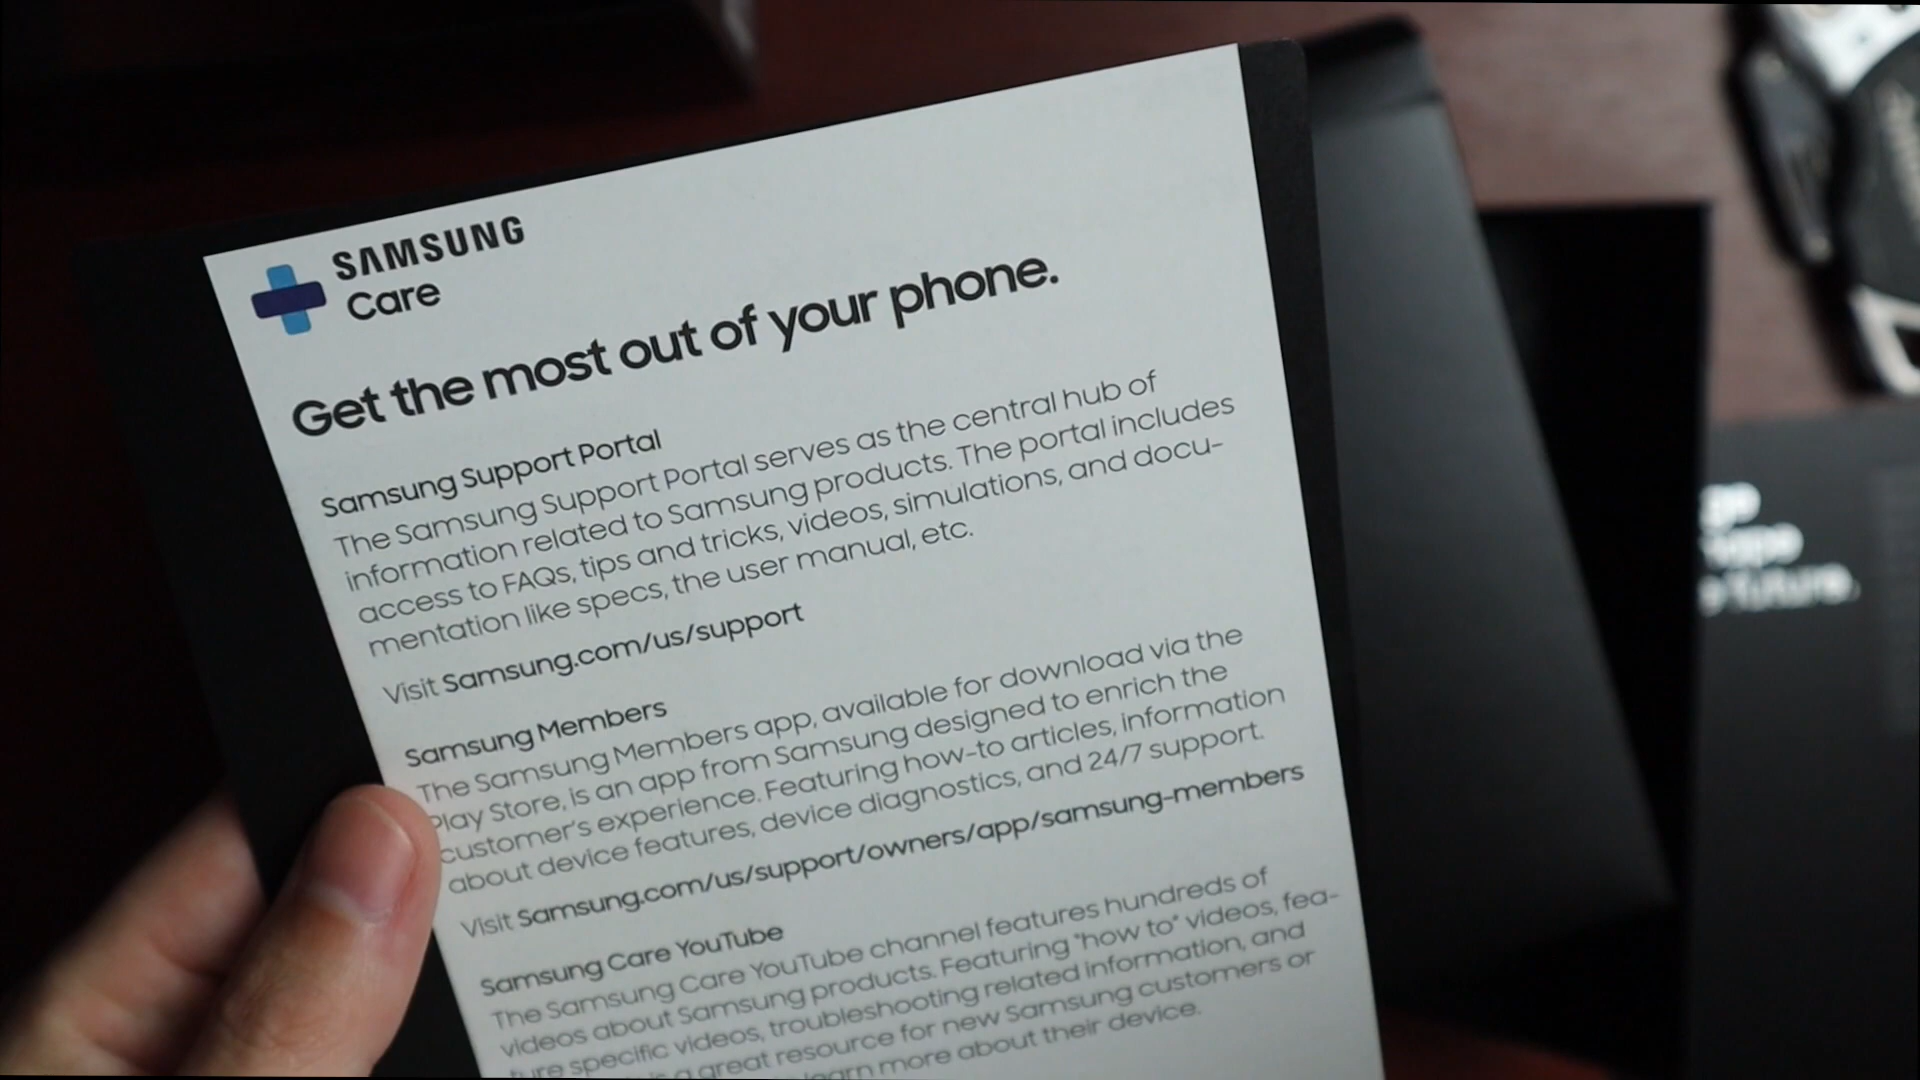 SAMSUNG
Care
Get the most out of your phone.
Samsung Support Portal
The Samsung Support Portal serves as the central hub of
information related to Samsung products. The portal includes
access to FAQs, tips and tricks, videos, simulations, and docu-
mentation like specs, the user manual, etc.
Visit Samsung.com/us/support
Samsung Members
The Samsung Members app, available for download via the
Play Store, is an app from Samsung designed to enrich the
customer's experience. Featuring how-to articles, information
about device features, device diagnostics, and 24/7 support.
Visit Samsung.com/us/support/owners/app/samsung-members
Samsung Care YouTube
The Samsung Care YouTube channel features hundreds of
videos about Samsung products. Featuring "how to" videos, fea-
ture specific videos, troubleshooting related information, and
a great resource for new Samsung customers or
learn more about their device.
future.